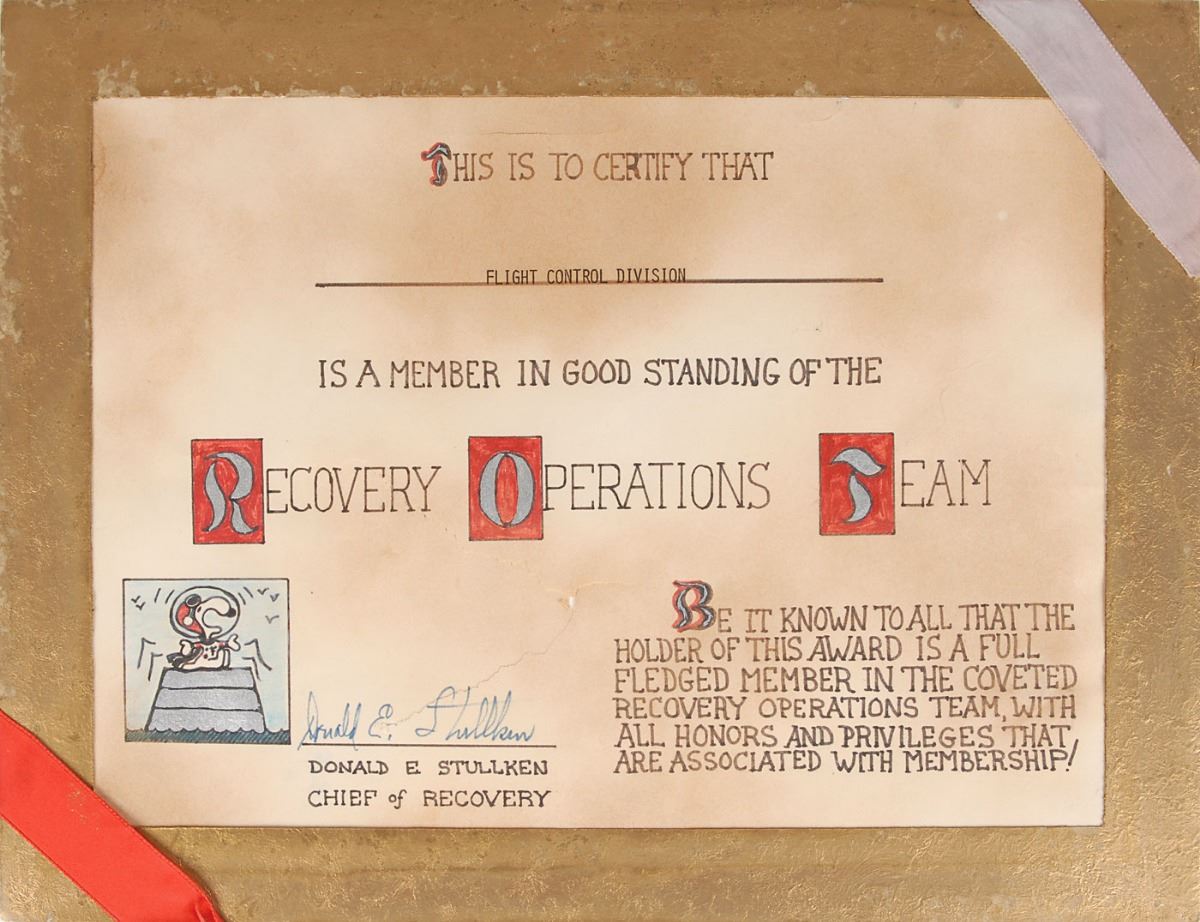 THIS IS TO CERTIFY THAT
FLIGHT CONTROL DIVISION
IS A MEMBER IN GOOD STANDING OF THE
RECOVERY OPERATIONS TEAM
BE IT KNOWN TO ALL THAT THE
HOLDER OF THIS AWARD IS A FULL
FLEDGED MEMBER IN THE COVETED
RECOVERY OPERATIONS TEAM, WITH
ALL HONORS AND PRIVILEGES THAT
ARE ASSOCIATED WITH MEMBERSHIP!
Donald E. Stullken
DONALD E STULLKEN
CHIEF of RECOVERY